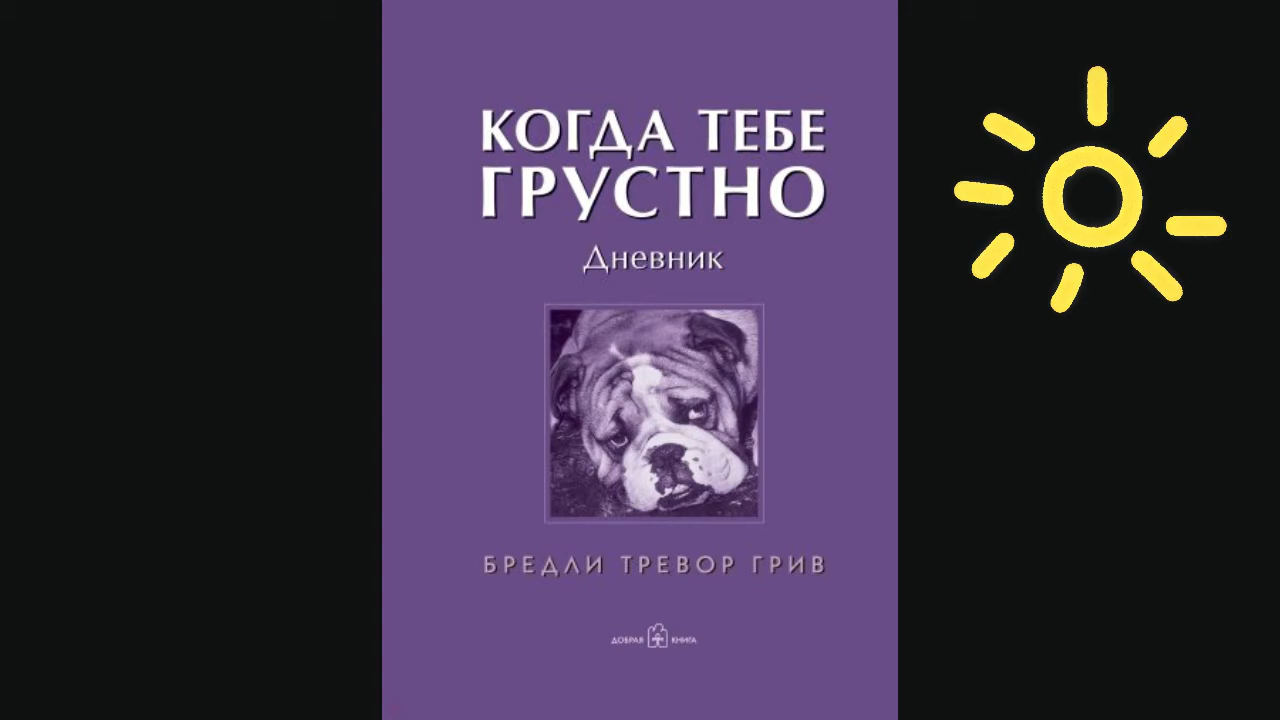 КОГДА ТЕБЕ
ГРУСТНО
Дневник
БРЕДЛИ ТРЕВОР ГРИВ
ДОБРАЯ КНИГА